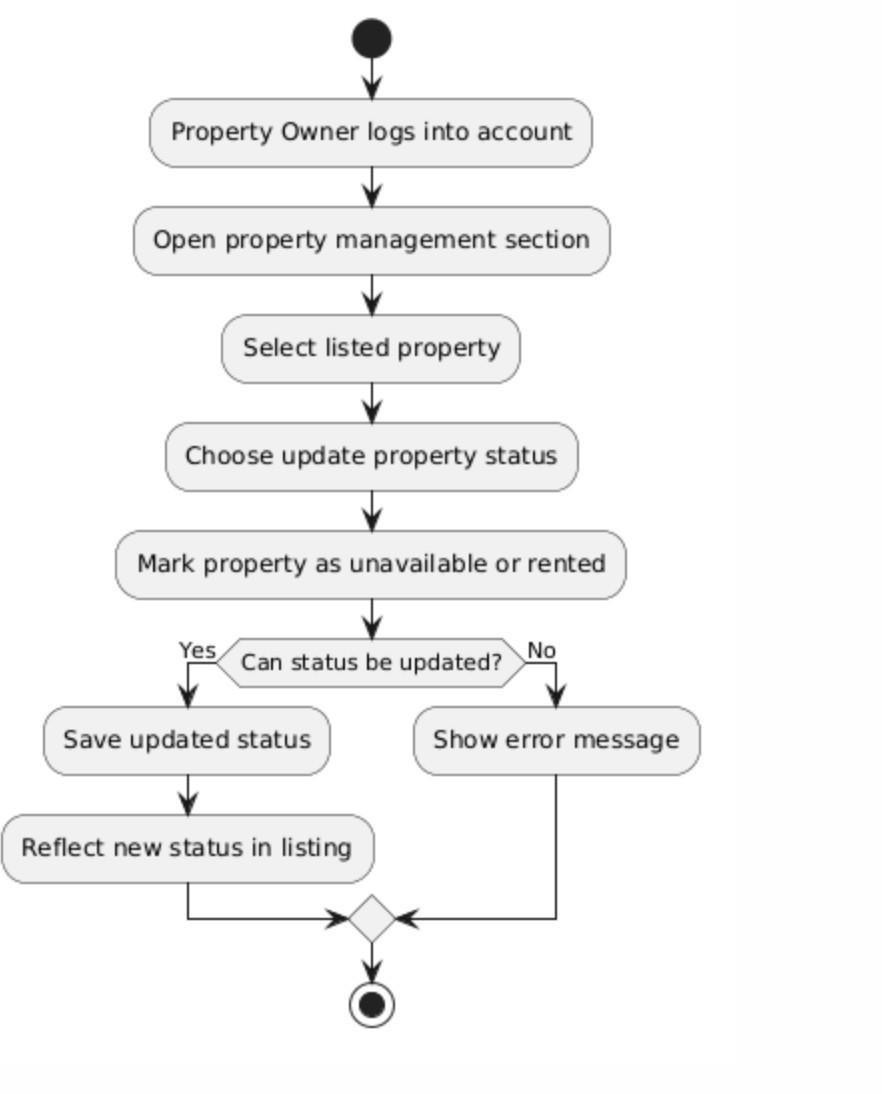 Property Owner logs into account
Open property management section
Select listed property
Choose update property status
Mark property as unavailable or rented
Yes
Can status be updated?
No
Save updated status
Show error message
Reflect new status in listing